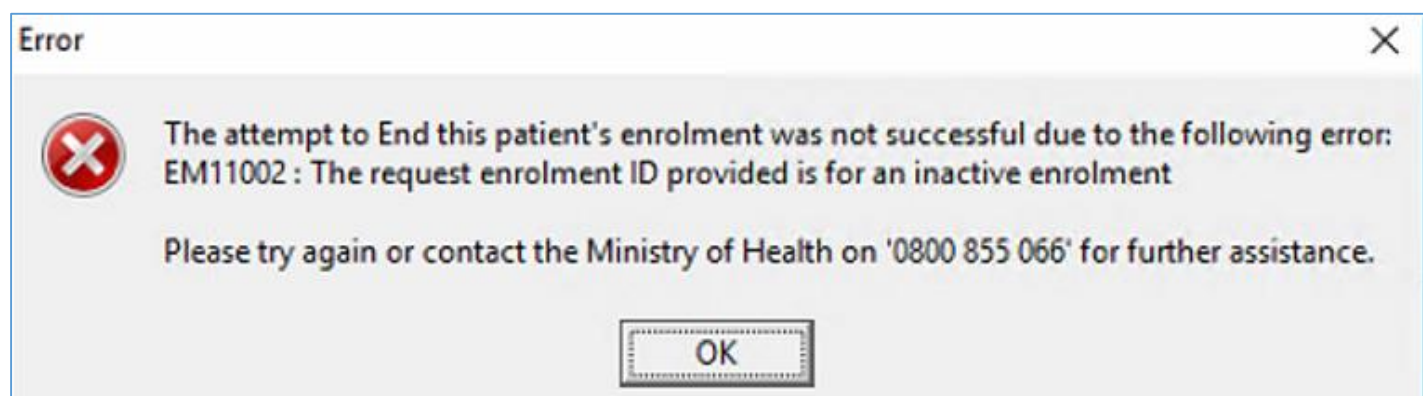 Error
The attempt to End this patient's enrolment was not successful due to the following error:
EM11002 : The request enrolment ID provided is for an inactive enrolment
Please try again or contact the Ministry of Health on '0800 855 066' for further assistance.
OK